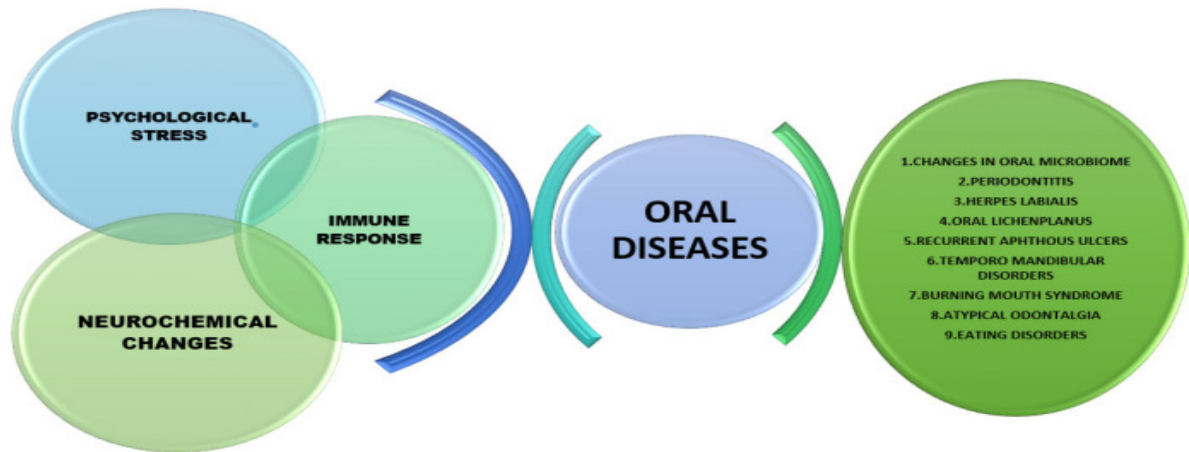 PSYCHOLOGICAL
STRESS
NEUROCHEMICAL
CHANGES
IMMUNE
RESPONSE
ORAL
DISEASES
1.CHANGES IN ORAL MICROBIOME
2.PERIODONTITIS
3.HERPES LABIALIS
4.ORAL LICHENPLANUS
5.RECURRENT APHTHOUS ULCERS
6.TEMPORO MANDIBULAR
DISORDERS
7.BURNING MOUTH SYNDROME
8.ATYPICAL ODONTALGIA
9.EATING DISORDERS